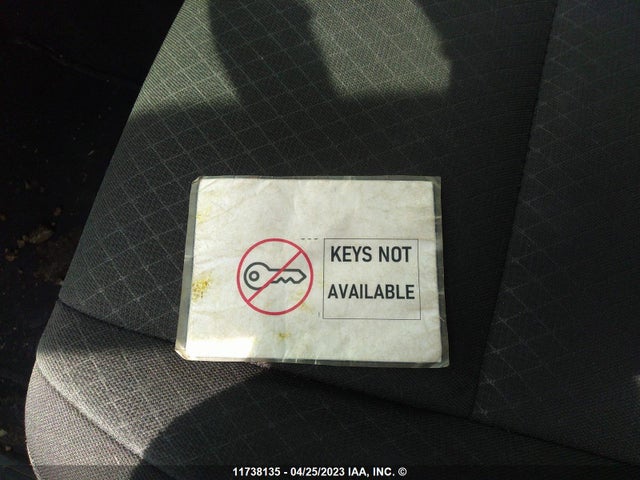 KEYS NOT
AVAILABLE
11738135 - 04/25/2023 IAA, INC. ©